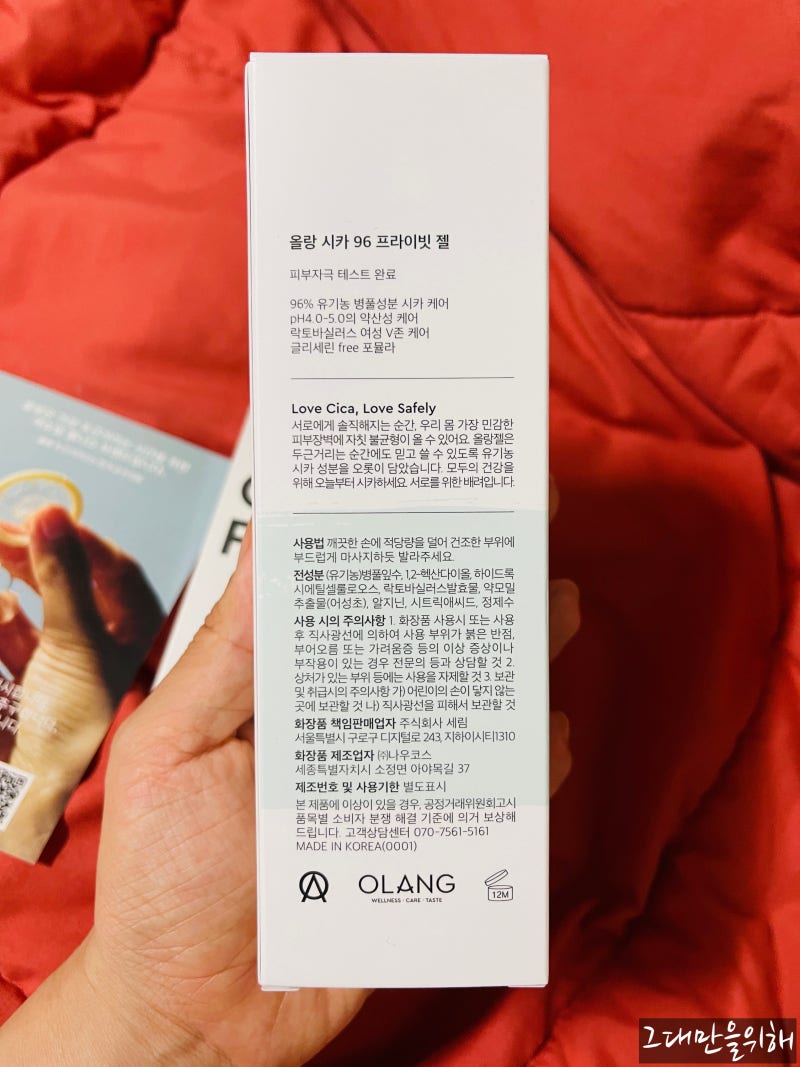 올랑 시카 96 프라이빗 젤
피부자극 테스트 완료
96% 유기농 병풀성분 시카 케어
pH4.0-5.0의 약산성 케어
락토바실러스 여성 V존 케어
글리세린 free 포뮬라
Love Cica, Love Safely
서로에게 솔직해지는 순간, 우리 몸 가장 민감한
피부장벽에 자칫 불균형이 올 수 있어요. 올랑젤은
두근거리는 순간에도 믿고 쓸 수 있도록 유기농
시카 성분을 오롯이 담았습니다. 모두의 건강을
위해 오늘부터 시카하세요. 서로를 위한 배려입니다.
사용법 깨끗한 손에 적당량을 덜어 건조한 부위에
부드럽게 마사지하듯 발라주세요.
전성분 (유기농)병풀잎수, 1,2-헥산다이올, 하이드록
시에틸셀룰로오스, 락토바실러스발효물, 약모밀
추출물(어성초), 알지닌, 시트릭애씨드, 정제수
사용 시의 주의사항 1. 화장품 사용시 또는 사용
후 직사광선에 의하여 사용 부위가 붉은 반점,
부어오름 또는 가려움증 등의 이상 증상이나
부작용이 있는 경우 전문의 등과 상담할 것 2.
상처가 있는 부위 등에는 사용을 자제할 것 3. 보관
및 취급시의 주의사항 가) 어린이의 손이 닿지 않는
곳에 보관할 것 나) 직사광선을 피해서 보관할 것
화장품 책임판매업자 주식회사 세림
서울특별시 구로구 디지털로 243, 지하이시티1310
화장품 제조업자 ㈜나우코스
세종특별자치시 소정면 아야목길 37
제조번호 및 사용기한 별도표시
본 제품에 이상이 있을 경우, 공정거래위원회고시
품목별 소비자 분쟁 해결 기준에 의거 보상해
드립니다. 고객상담센터 070-7561-5161
MADE IN KOREA(0001)
OLANG
WELLNESS · CARE · TASTE
12M
그대만을위해